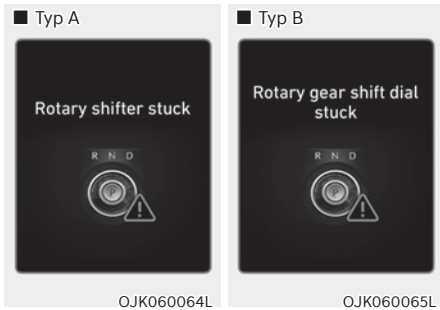 ■ Typ A
Rotary shifter stuck
R N D
P
OJK060064L
■ Typ B
Rotary gear shift dial
stuck
R N D
P
OJK060065L